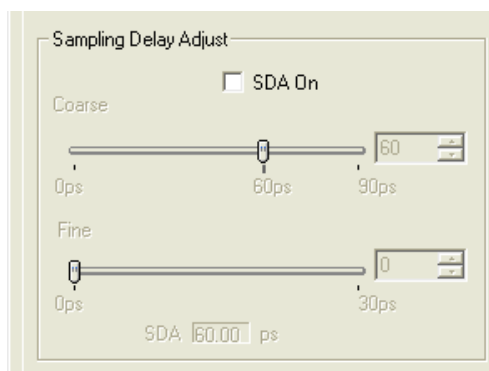 Sampling Delay Adjust
SDA On
Coarse
60
0ps 60ps 90ps
Fine
0
0ps 30ps
SDA 60.00 ps